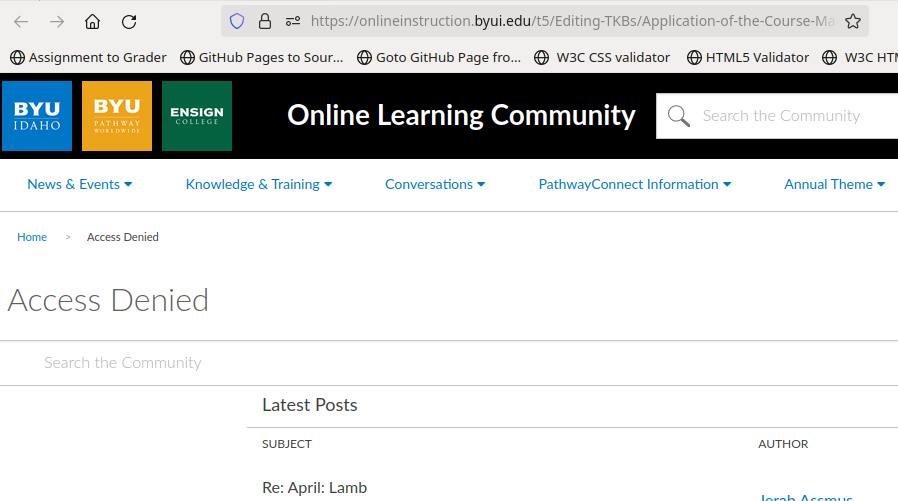 https://onlineinstruction.byui.edu/t5/Editing-TKBs/Application-of-the-Course-Ma
Assignment to Grader GitHub Pages to Sour... Goto GitHub Page fro... W3C CSS validator HTML5 Validator W3C HTM
BYU IDAHO
BYU PATHWAY WORLDWIDE
ENSIGN COLLEGE
Online Learning Community
Search the Community
News & Events Knowledge & Training Conversations PathwayConnect Information Annual Theme
Home > Access Denied
Access Denied
Search the Community
Latest Posts
SUBJECT AUTHOR
Re: April: Lamb
Jorah Assmus